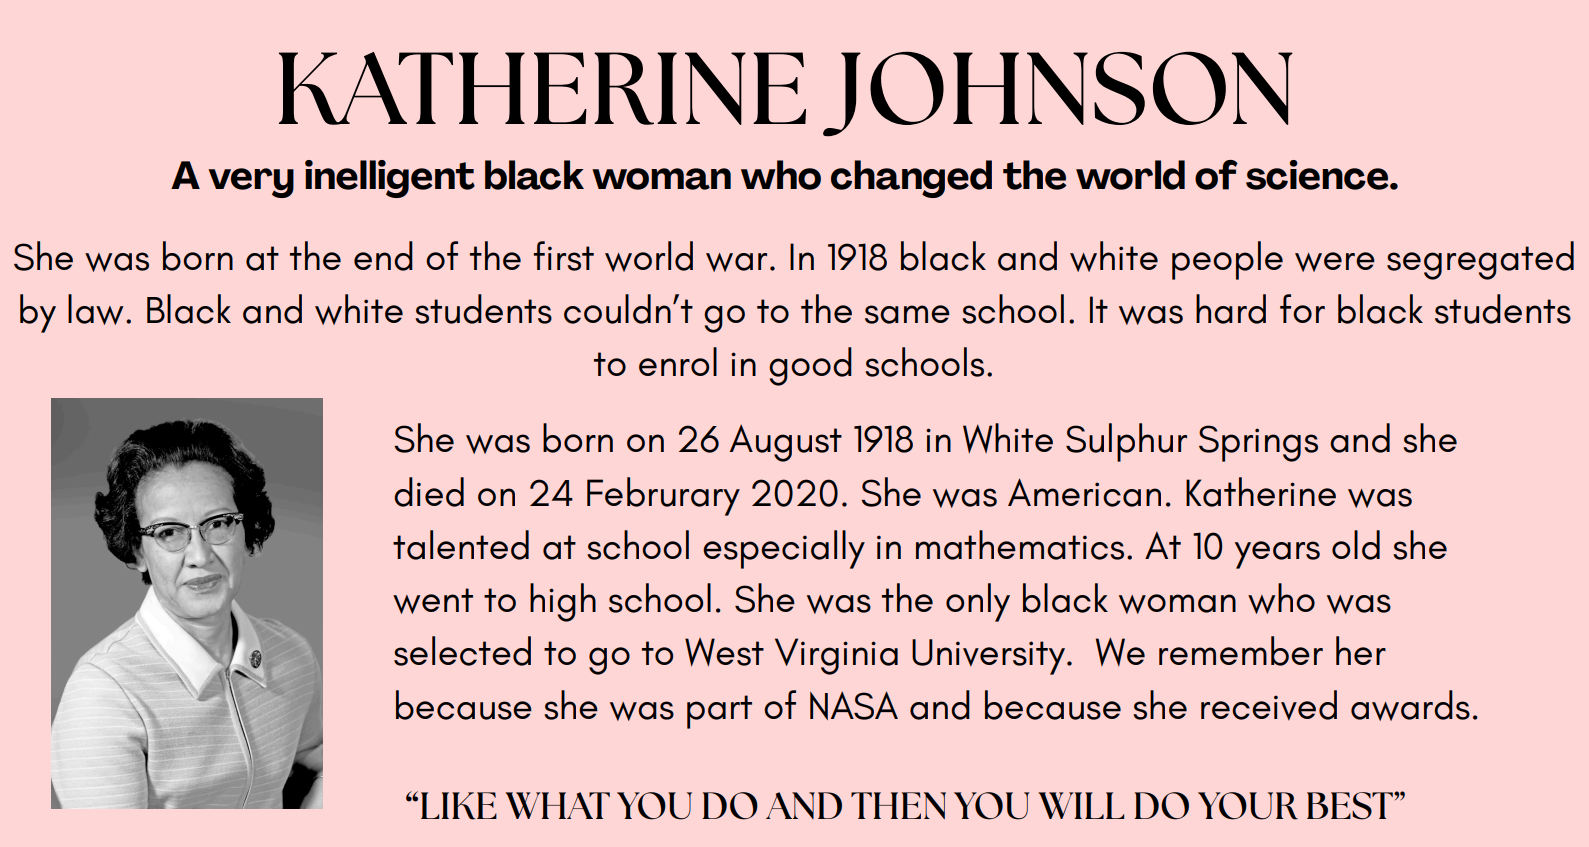 KATHERINE JOHNSON
A very inelligent black woman who changed the world of science.
She was born at the end of the first world war. In 1918 black and white people were segregated
by law. Black and white students couldn’t go to the same school. It was hard for black students
to enrol in good schools.
She was born on 26 August 1918 in White Sulphur Springs and she
died on 24 Februrary 2020. She was American. Katherine was
talented at school especially in mathematics. At 10 years old she
went to high school. She was the only black woman who was
selected to go to West Virginia University.  We remember her
because she was part of NASA and because she received awards.
“LIKE WHAT YOU DO AND THEN YOU WILL DO YOUR BEST”